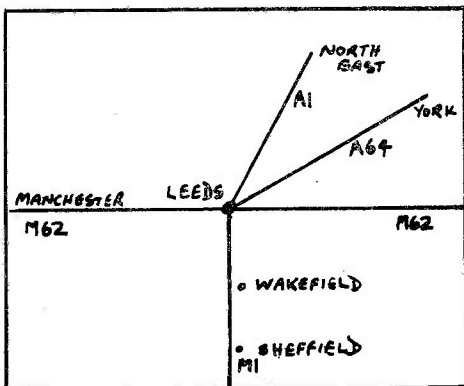 NORTH
EAST
A1
YORK
A64
LEEDS
MANCHESTER
M62
M62
WAKEFIELD
SHEFFIELD
M1